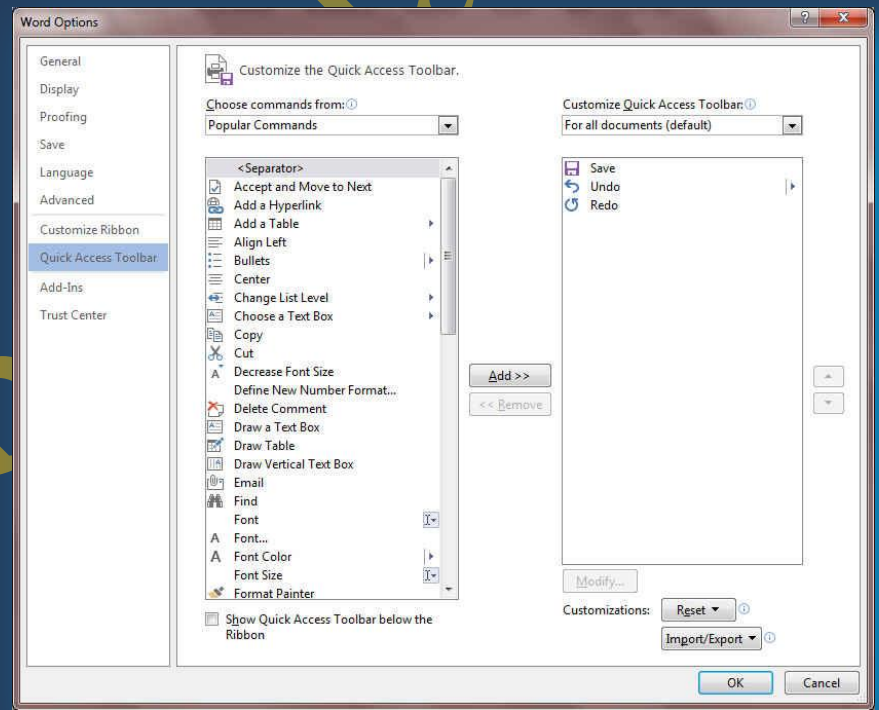 Word Options
General
Display
Proofing
Save
Language
Advanced
Customize Ribbon
Quick Access Toolbar
Add-Ins
Trust Center
Customize the Quick Access Toolbar.
Choose commands from:
Popular Commands
<Separator>
Accept and Move to Next
Add a Hyperlink
Add a Table
Align Left
Bullets
Center
Change List Level
Choose a Text Box
Copy
Cut
Decrease Font Size
Define New Number Format...
Delete Comment
Draw a Text Box
Draw Table
Draw Vertical Text Box
Email
Find
Font
Font...
Font Color
Font Size
Format Painter
Show Quick Access Toolbar below the
Ribbon
Add >>
<< Remove
Customize Quick Access Toolbar:
For all documents (default)
Save
Undo
Redo
Modify...
Customizations: Reset
Import/Export
OK Cancel